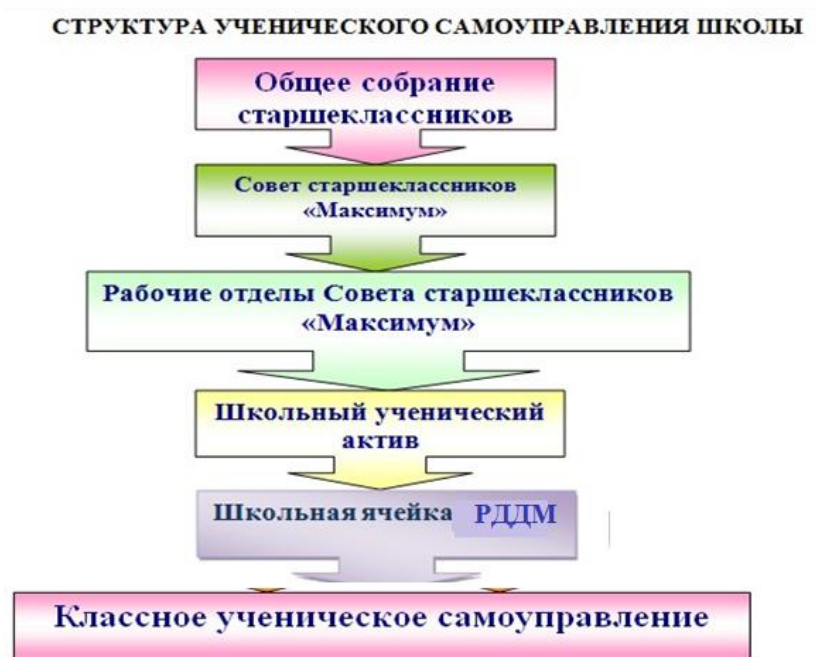 СТРУКТУРА УЧЕНИЧЕСКОГО САМОУПРАВЛЕНИЯ ШКОЛЫ
Общее собрание
старшеклассников
Совет старшеклассников
«Максимум»
Рабочие отделы Совета старшеклассников
«Максимум»
Школьный ученический
актив
Школьная ячейка РДДМ
Классное ученическое самоуправление